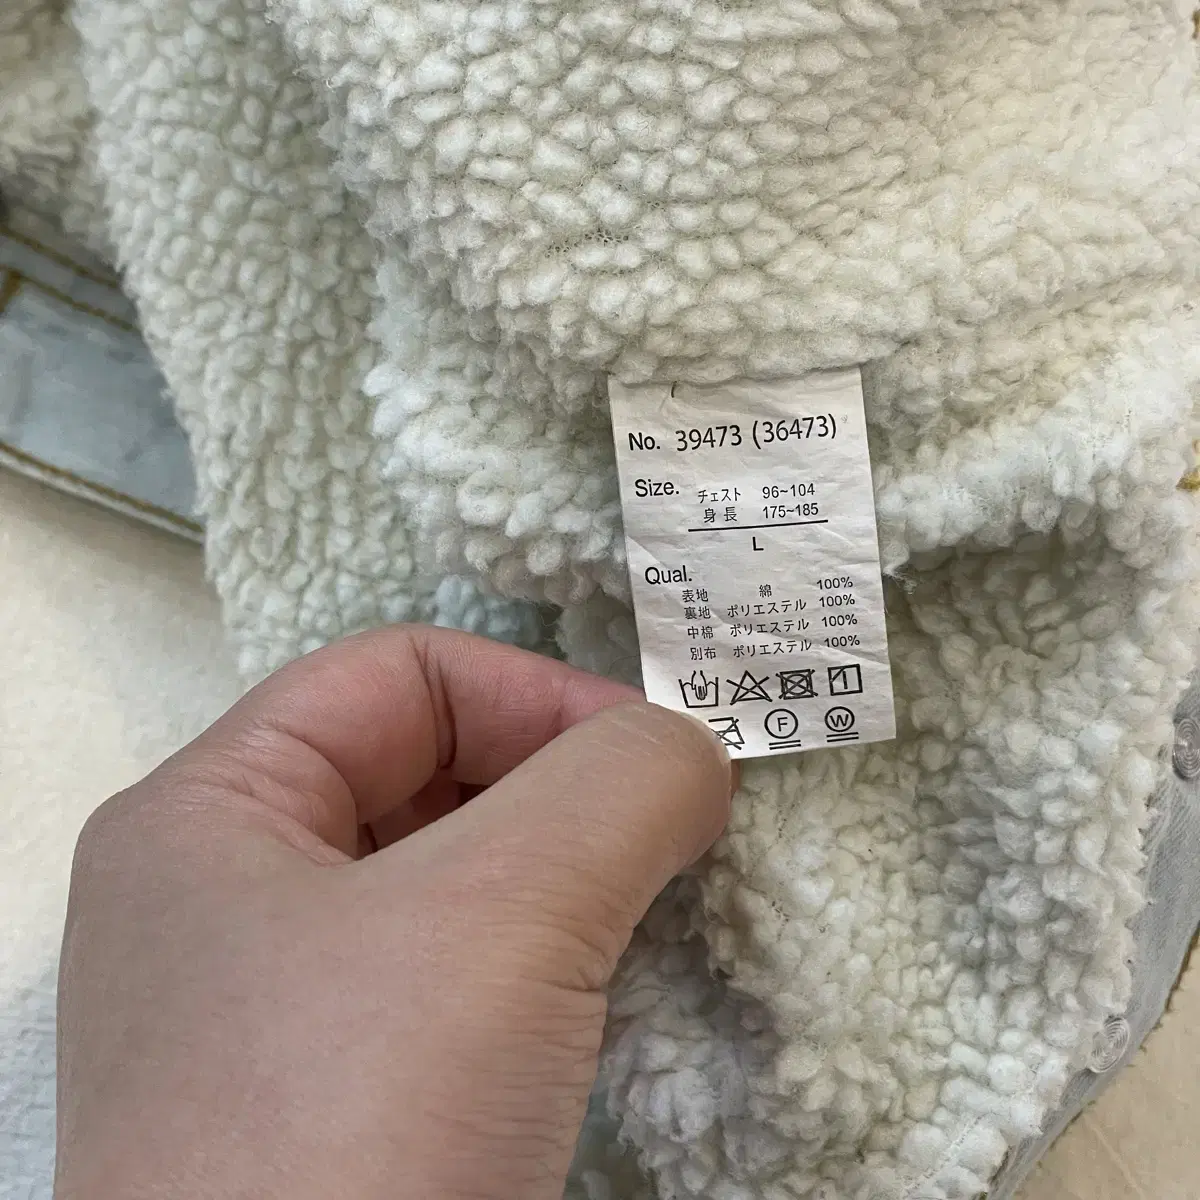 No. 39473 (36473)
Size. チェスト 96~104
身長 175~185
L
Qual.
表地 綿 100%
裏地 ポリエステル 100%
中棉 ポリエステル 100%
別布 ポリエステル 100%
F W